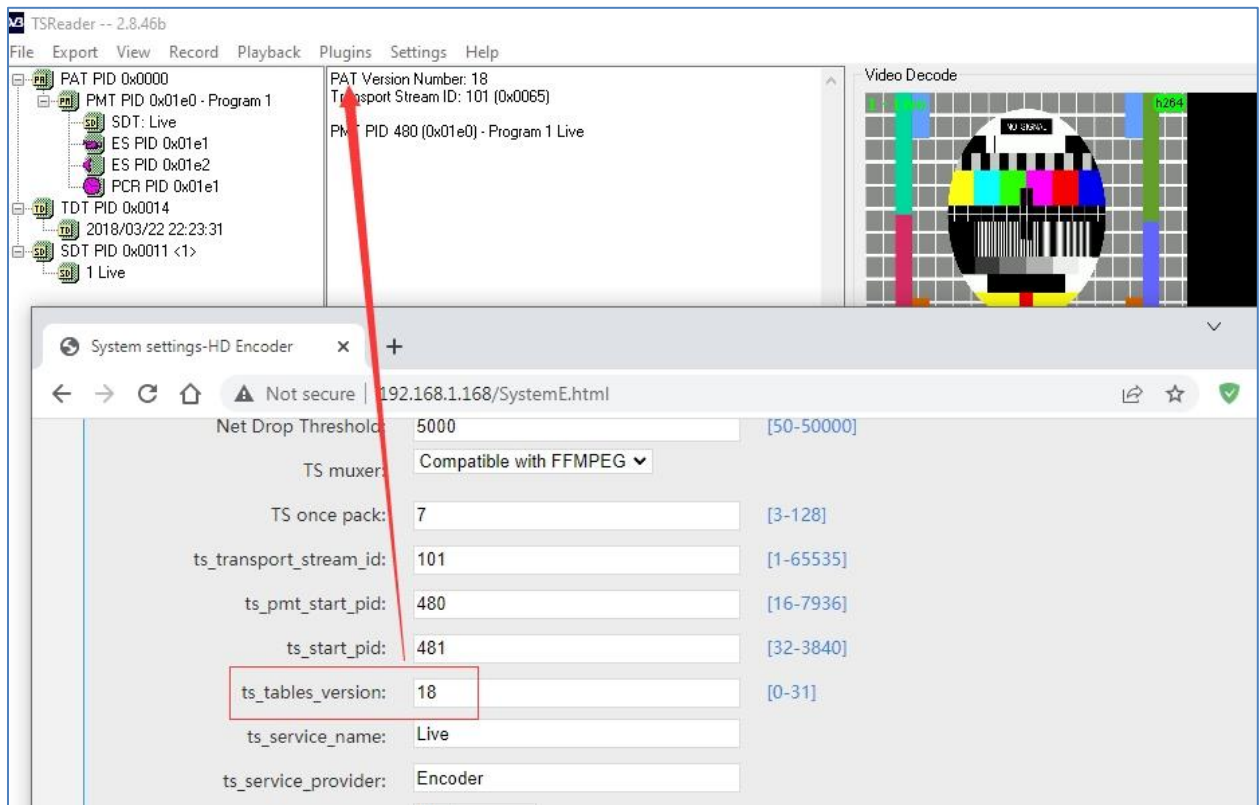 TSReader -- 2.8.46b
File Export View Record Playback Plugins Settings Help
PAT PID 0x0000
PMT PID 0x01e0 - Program 1
SDT: Live
ES PID 0x01e1
ES PID 0x01e2
PCR PID 0x01e1
TDT PID 0x0014
2018/03/22 22:23:31
SDT PID 0x0011 <1>
1 Live
PAT Version Number: 18
Transport Stream ID: 101 (0x0065)
PMT PID 480 (0x01e0) - Program 1 Live
Video Decode
h264
NO SIGNAL
System settings-HD Encoder
Not secure 192.168.1.168/SystemE.html
Net Drop Threshold: 5000 [50-50000]
TS muxer: Compatible with FFMPEG
TS once pack: 7 [3-128]
ts_transport_stream_id: 101 [1-65535]
ts_pmt_start_pid: 480 [16-7936]
ts_start_pid: 481 [32-3840]
ts_tables_version: 18 [0-31]
ts_service_name: Live
ts_service_provider: Encoder